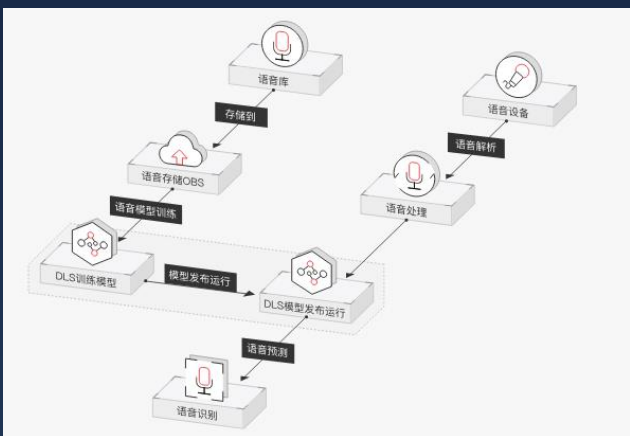 语音库
语音设备
存储到
语音解析
语音存储OBS
语音处理
语音模型训练
DLS训练模型
模型发布运行
DLS模型发布运行
语音预测
语音识别